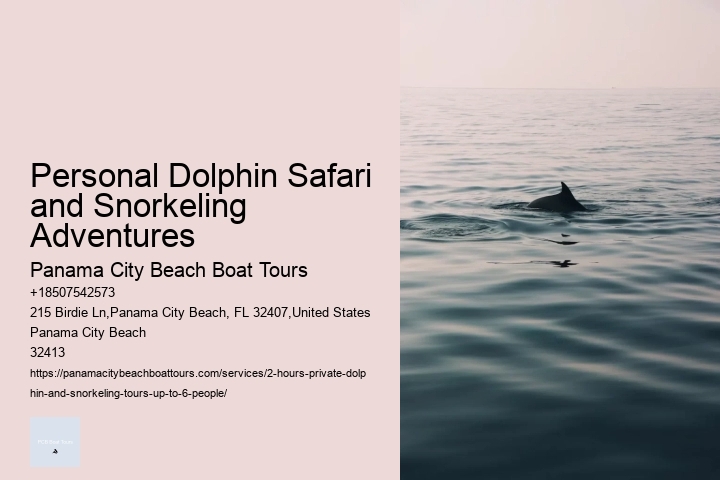 Personal Dolphin Safari
and Snorkeling
Adventures
Panama City Beach Boat Tours
+18507542573
215 Birdie Ln,Panama City Beach, FL 32407,United States
Panama City Beach
32413
https://panamacitybeachboattours.com/services/2-hours-private-dolp
hin-and-snorkeling-tours-up-to-6-people/